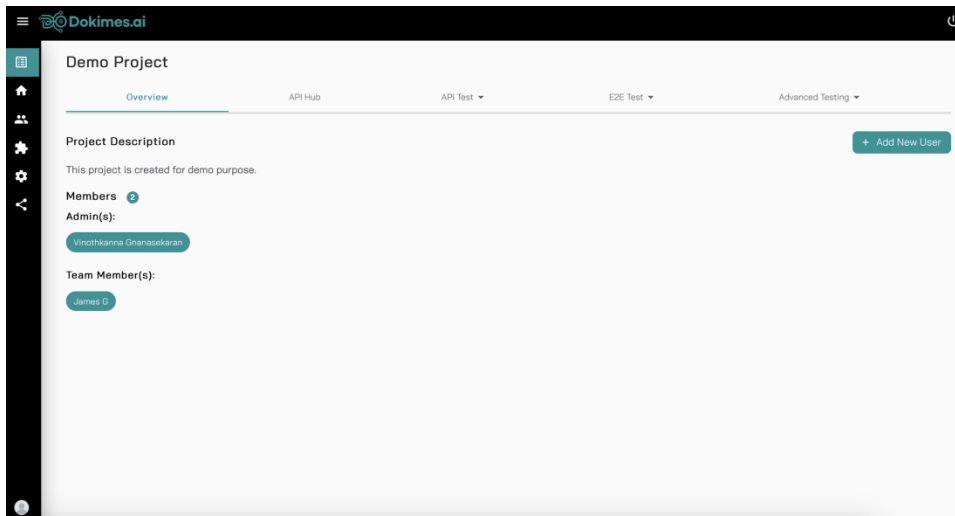 Dokimes.ai
Demo Project
Overview API Hub API Test E2E Test Advanced Testing
Project Description
+ Add New User
This project is created for demo purpose.
Members 2
Admin(s):
Vinothkanna Gnanasekaran
Team Member(s):
James G